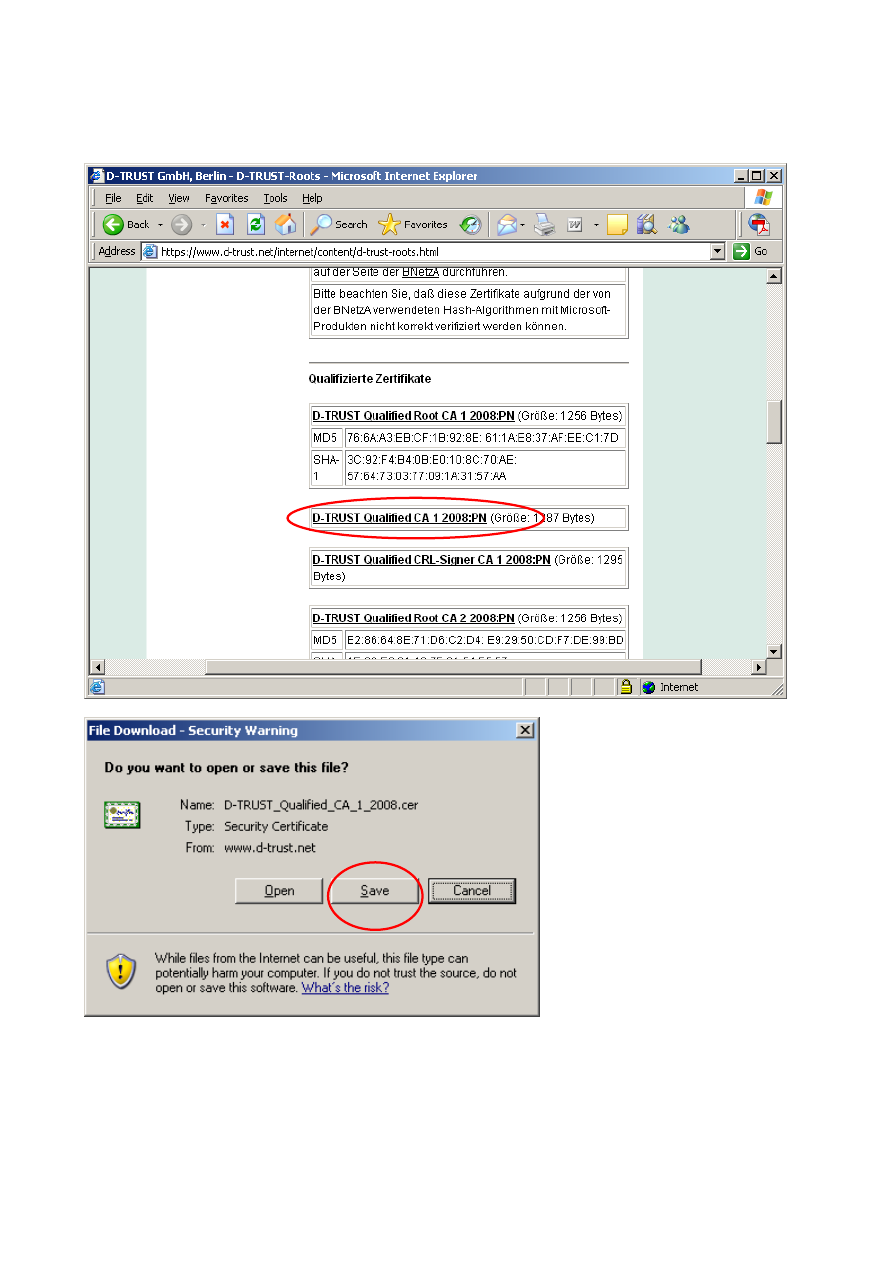 D-TRUST GmbH, Berlin - D-TRUST-Roots - Microsoft Internet Explorer
File Edit View Favorites Tools Help
Back Search Favorites
Address https://www.d-trust.net/internet/content/d-trust-roots.html Go
auf der Seite der BNetzA durchführen.
Bitte beachten Sie, daß diese Zertifikate aufgrund der von
der BNetzA verwendeten Hash-Algorithmen mit Microsoft-
Produkten nicht korrekt verifiziert werden können.
Qualifizierte Zertifikate
D-TRUST Qualified Root CA 1 2008:PN (Größe: 1256 Bytes)
MD5 76:6A:A3:EB:CF:1B:92:8E: 61:1A:E8:37:AF:EE:C1:7D
SHA- 3C:92:F4:B4:0B:E0:10:8C:70:AE:
1 57:64:73:03:77:09:1A:31:57:AA
D-TRUST Qualified CA 1 2008:PN (Größe: 1287 Bytes)
D-TRUST Qualified CRL-Signer CA 1 2008:PN (Größe: 1295
Bytes)
D-TRUST Qualified Root CA 2 2008:PN (Größe: 1256 Bytes)
MD5 E2:86:64:8E:71:D6:C2:D4: E9:29:50:CD:F7:DE:99:BD
Internet
File Download - Security Warning
Do you want to open or save this file?
Name: D-TRUST_Qualified_CA_1_2008.cer
Type: Security Certificate
From: www.d-trust.net
Open Save Cancel
While files from the Internet can be useful, this file type can
potentially harm your computer. If you do not trust the source, do not
open or save this software. What's the risk?